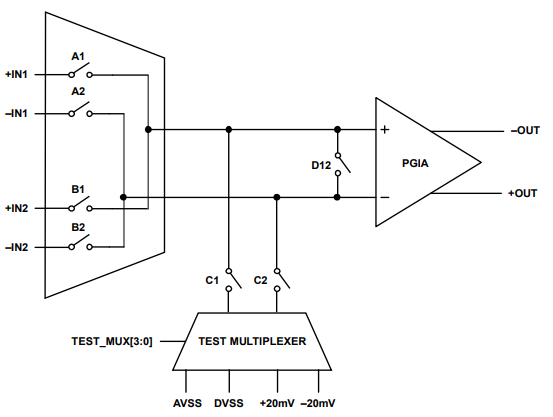 A1
+IN1
A2
–IN1
–OUT
+
D12
PGIA
–
B1
+IN2
+OUT
B2
–IN2
C1
C2
TEST_MUX[3:0]
TEST MULTIPLEXER
AVSS DVSS +20mV –20mV